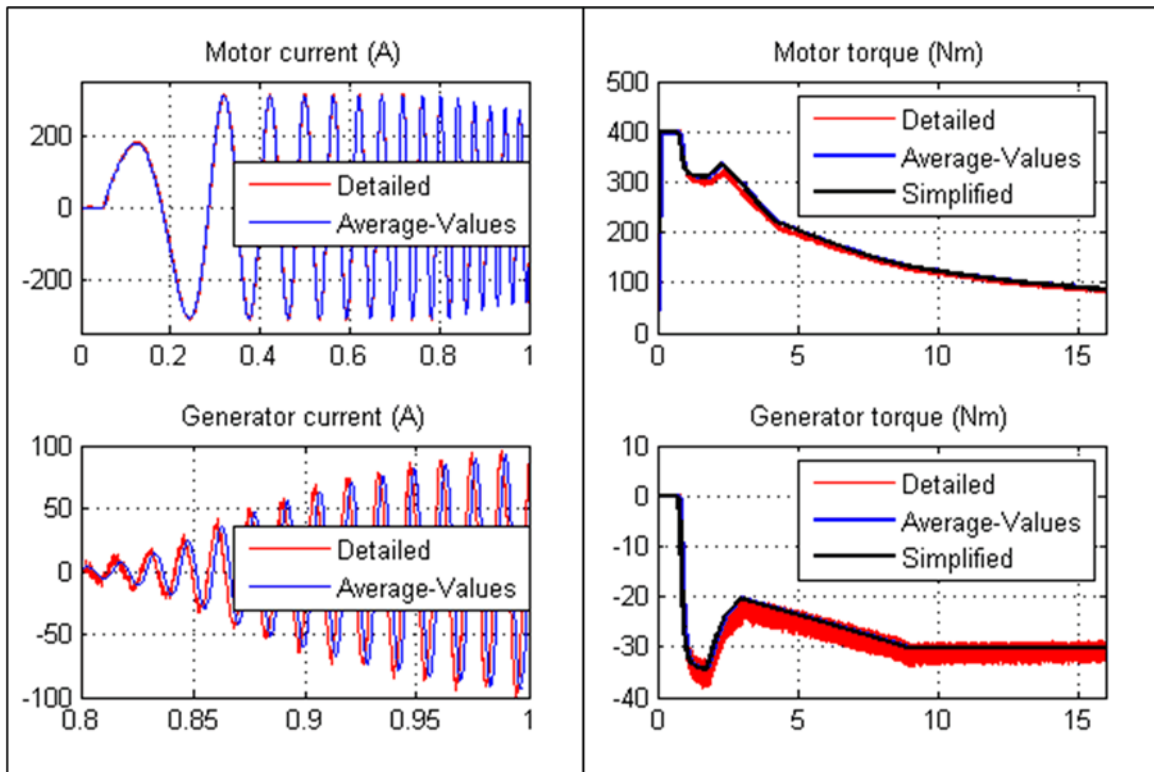 Motor current (A)
200
0
-200
Detailed
Average-Values
0 0.2 0.4 0.6 0.8 1
Motor torque (Nm)
500
400
300
200
100
0
Detailed
Average-Values
Simplified
0 5 10 15
Generator current (A)
100
50
0
-50
-100
Detailed
Average-Values
0.8 0.85 0.9 0.95 1
Generator torque (Nm)
10
0
-10
-20
-30
-40
Detailed
Average-Values
Simplified
0 5 10 15